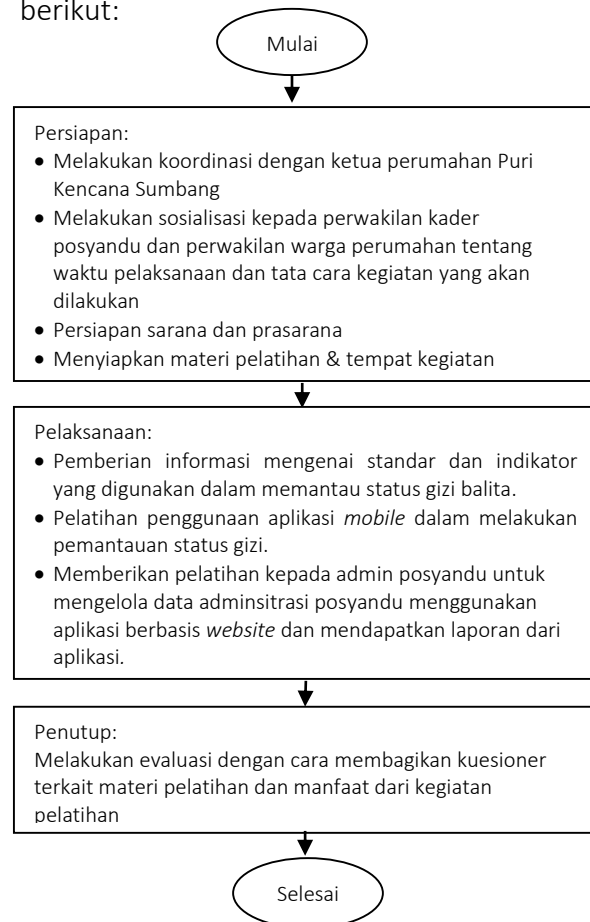 berikut:
Mulai
Persiapan:
• Melakukan koordinasi dengan ketua perumahan Puri
Kencana Sumbang
• Melakukan sosialisasi kepada perwakilan kader
posyandu dan perwakilan warga perumahan tentang
waktu pelaksanaan dan tata cara kegiatan yang akan
dilakukan
• Persiapan sarana dan prasarana
• Menyiapkan materi pelatihan & tempat kegiatan
Pelaksanaan:
• Pemberian informasi mengenai standar dan indikator
yang digunakan dalam memantau status gizi balita.
• Pelatihan penggunaan aplikasi mobile dalam melakukan
pemantauan status gizi.
• Memberikan pelatihan kepada admin posyandu untuk
mengelola data adminsitrasi posyandu menggunakan
aplikasi berbasis website dan mendapatkan laporan dari
aplikasi.
Penutup:
Melakukan evaluasi dengan cara membagikan kuesioner
terkait materi pelatihan dan manfaat dari kegiatan
pelatihan
Selesai